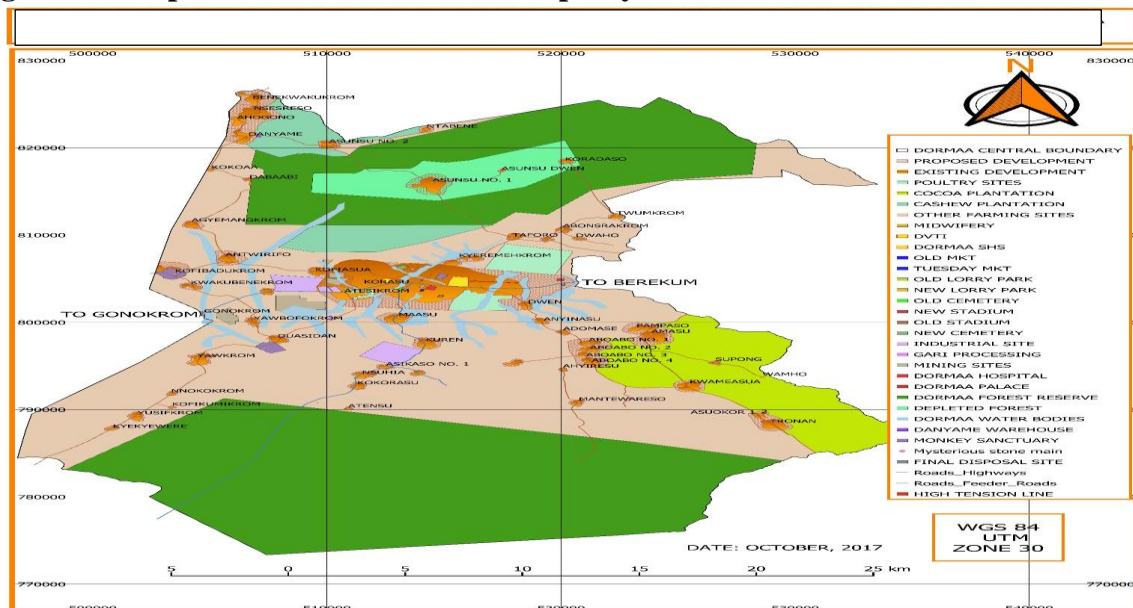 500000 510000 520000 530000 540000
830000 830000
N
BENEKWAKUKROM
NSESRESO
AHOGONO
DANYAME
NTABENE
ASUNSU NO. 2
820000
KORADASO
KOKOAA
ASUNSU DWEN
DABAABI
ASUNSU NO. 1
AGYEMANGKROM
TWUMKROM
ABONSRAKROM
810000
TAFORO
DWAHO
ANTWIRIFO
KYEREMEHKROM
KOFIBADUKROM
KOFIASUA
KWAKUBENEKROM
KORASU
TO BEREKUM
ATESIKROM
DWEN
TO GONOKROM
GONOKROM
YAWBOFOKROM
MAASU
ANYINASU
800000
ADOMASE
PAMPASO
AMASU
DUASIDAN
KUREN
ABOABO NO. 1
ABOABO NO. 2
ABOABO NO. 3
ABOABO NO. 4
YAWKROM
ASIKASO NO. 1
AHYIRESU
SUPONG
NSUHIA
WAMHO
KOKORASU
KWAMEASUA
NNOKOKROM
KOFIKUMIKROM
MANTEWARESO
790000
YUSIFKROM
ATENSU
ASUOKOR 1_2
TRONAN
KYEKYEWERE
780000
DORMAA CENTRAL BOUNDARY
PROPOSED DEVELOPMENT
EXISTING DEVELOPMENT
POULTRY SITES
COCOA PLANTATION
CASHEW PLANTATION
OTHER FARMING SITES
MIDWIFERY
DVTI
DORMAA SHS
OLD MKT
TUESDAY MKT
OLD LORRY PARK
NEW LORRY PARK
OLD CEMETERY
NEW STADIUM
OLD STADIUM
NEW CEMETERY
INDUSTRIAL SITE
GARI PROCESSING
MINING SITES
DORMAA HOSPITAL
DORMAA PALACE
DORMAA FOREST RESERVE
DEPLETED FOREST
DORMAA WATER BODIES
DANYAME WAREHOUSE
MONKEY SANCTUARY
Mysterious stone main
FINAL DISPOSAL SITE
Roads_Highways
Roads_Feeder_Roads
HIGH TENSION LINE
WGS 84
UTM
ZONE 30
DATE: OCTOBER, 2017
5 0 5 10 15 20 25 km
770000 770000